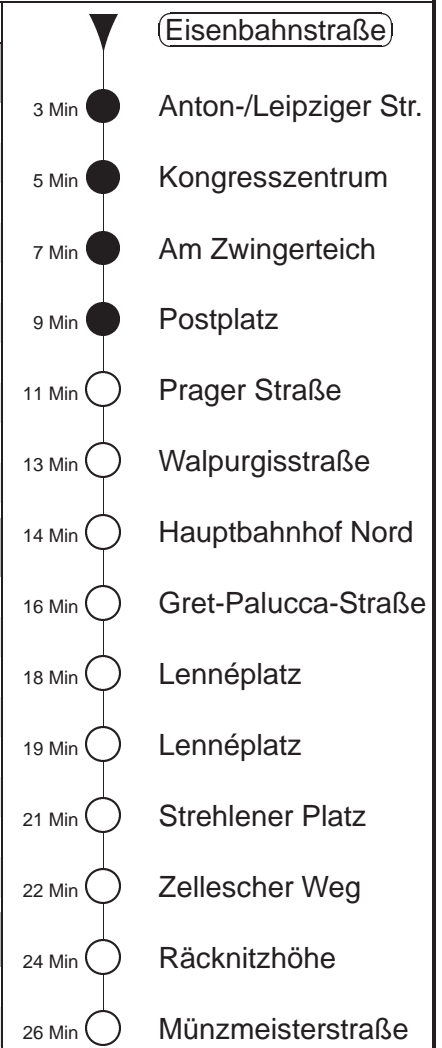 Eisenbahnstraße
3 Min Anton-/Leipziger Str.
5 Min Kongresszentrum
7 Min Am Zwingerteich
9 Min Postplatz
11 Min Prager Straße
13 Min Walpurgisstraße
14 Min Hauptbahnhof Nord
16 Min Gret-Palucca-Straße
18 Min Lennéplatz
19 Min Lennéplatz
21 Min Strehlener Platz
22 Min Zellescher Weg
24 Min Räcknitzhöhe
26 Min Münzmeisterstraße